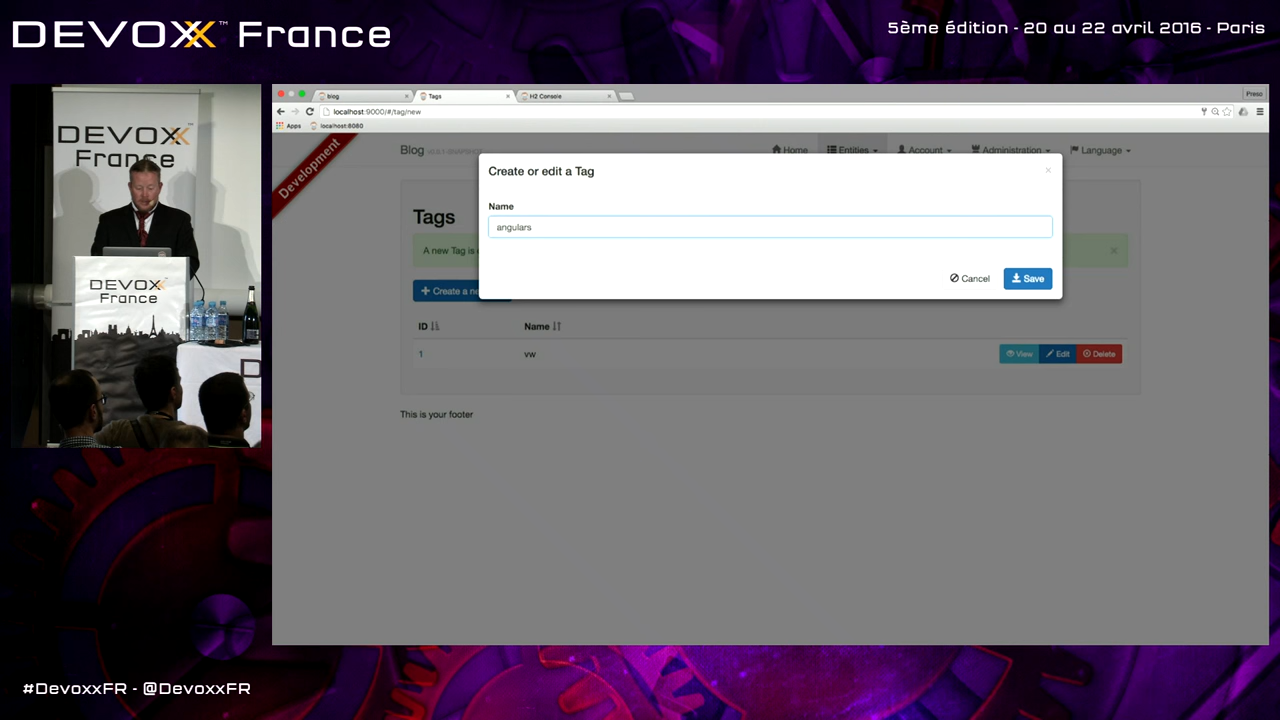 DEVOXX™ France
5ème édition - 20 au 22 avril 2016 - Paris
DEVOXX™
France
DEVOXX
France
blog
Tags
H2 Console
Preso
localhost:9000/#/tag/new
Apps
localhost:8080
Development
Blog
Home
Entities
Account
Administration
Language
Create or edit a Tag
Name
angulars
Cancel
Save
Tags
A new Tag is
Create a ne
ID
Name
1
vw
View
Edit
Delete
This is your footer
#DevoxxFR - @DevoxxFR